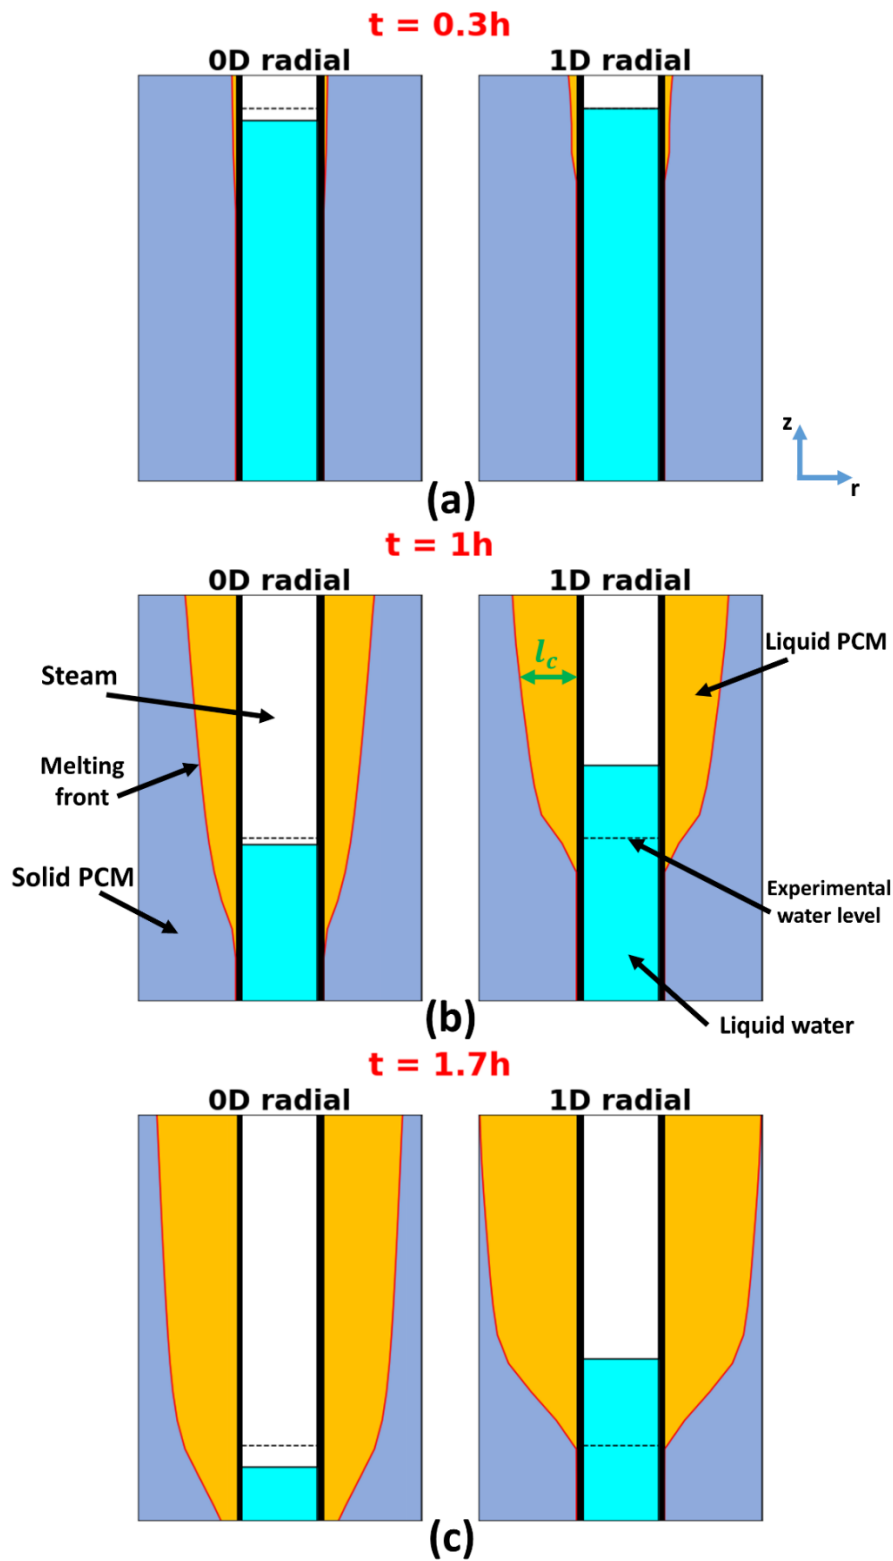 t = 0.3h
0D radial
1D radial
z
r
(a)
t = 1h
0D radial
1D radial
Steam
Melting
front
Solid PCM
l_c
Liquid PCM
Experimental
water level
Liquid water
(b)
t = 1.7h
0D radial
1D radial
(c)